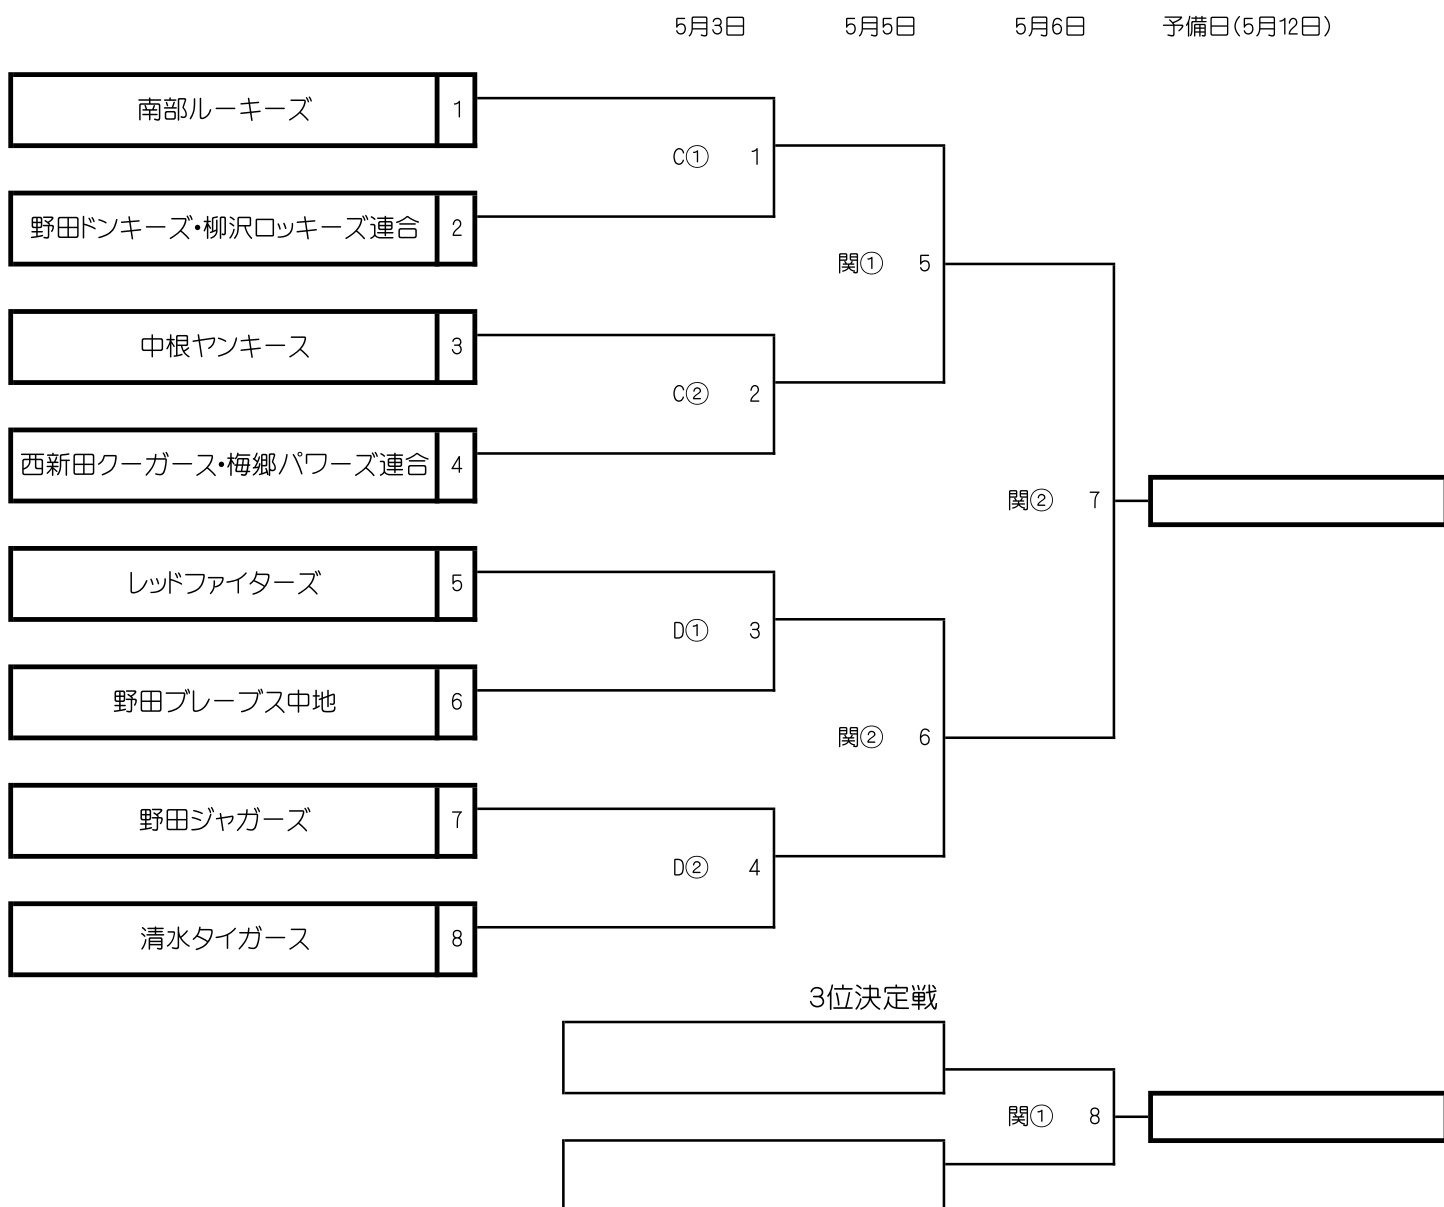 5月3日 5月5日 5月6日 予備日(5月12日)
南部ルーキーズ 1
C① 1
野田ドンキーズ・柳沢ロッキーズ連合 2
関① 5
中根ヤンキース 3
C② 2
西新田クーガース・梅郷パワーズ連合 4
関② 7
レッドファイターズ 5
D① 3
野田ブレーブス中地 6
関② 6
野田ジャガーズ 7
D② 4
清水タイガース 8
3位決定戦
関① 8